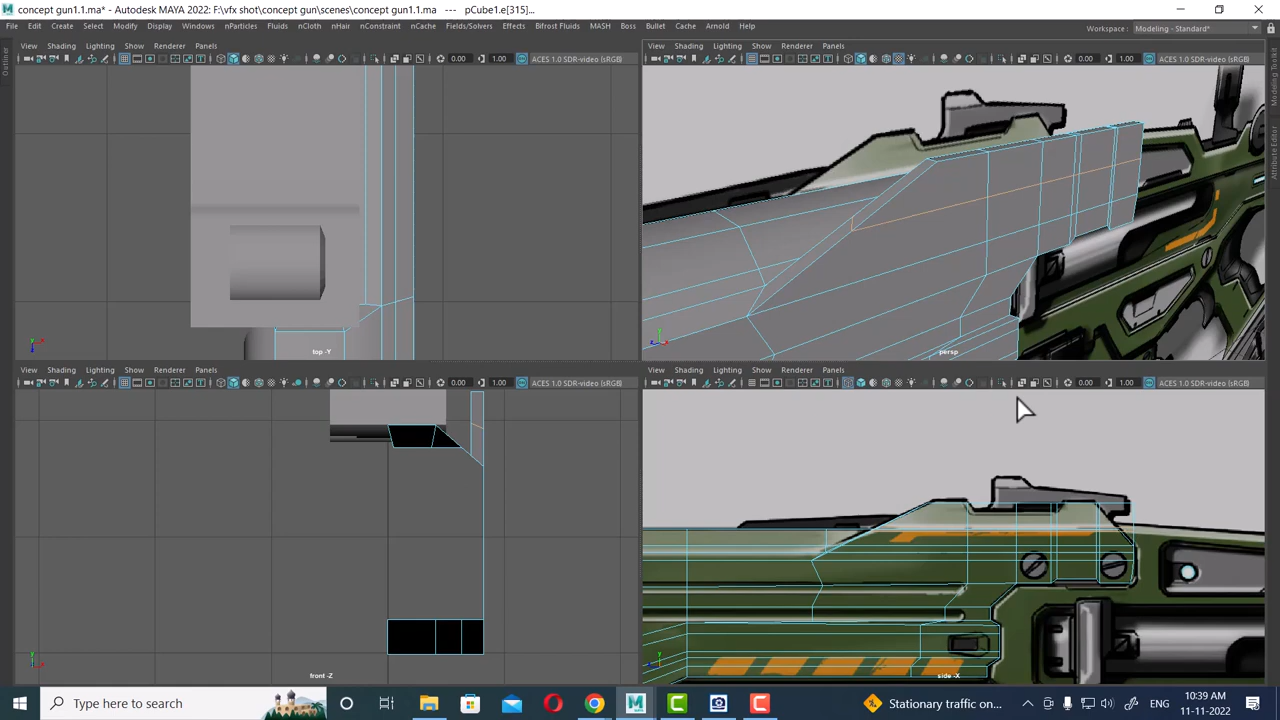 concept gun1.1.ma* - Autodesk MAYA 2022: F:\vfx shot\concept gun\scenes\concept gun1.1.ma   ---   pCube1.e[315]...
File Edit Create Select Modify Display Windows nParticles Fluids nCloth nHair nConstraint nCache Fields/Solvers Effects Bifrost Fluids MASH Boss Bullet Cache Arnold Help
Workspace: Modeling - Standard*
Outliner
View Shading Lighting Show Renderer Panels
0.00 1.00 ACES 1.0 SDR-video (sRGB)
top -Y
View Shading Lighting Show Renderer Panels
0.00 1.00 ACES 1.0 SDR-video (sRGB)
persp
Modeling Toolkit
Attribute Editor
View Shading Lighting Show Renderer Panels
0.00 1.00 ACES 1.0 SDR-video (sRGB)
front -Z
View Shading Lighting Show Renderer Panels
0.00 1.00 ACES 1.0 SDR-video (sRGB)
side -X
Type here to search
Stationary traffic on...
ENG
10:39 AM
11-11-2022